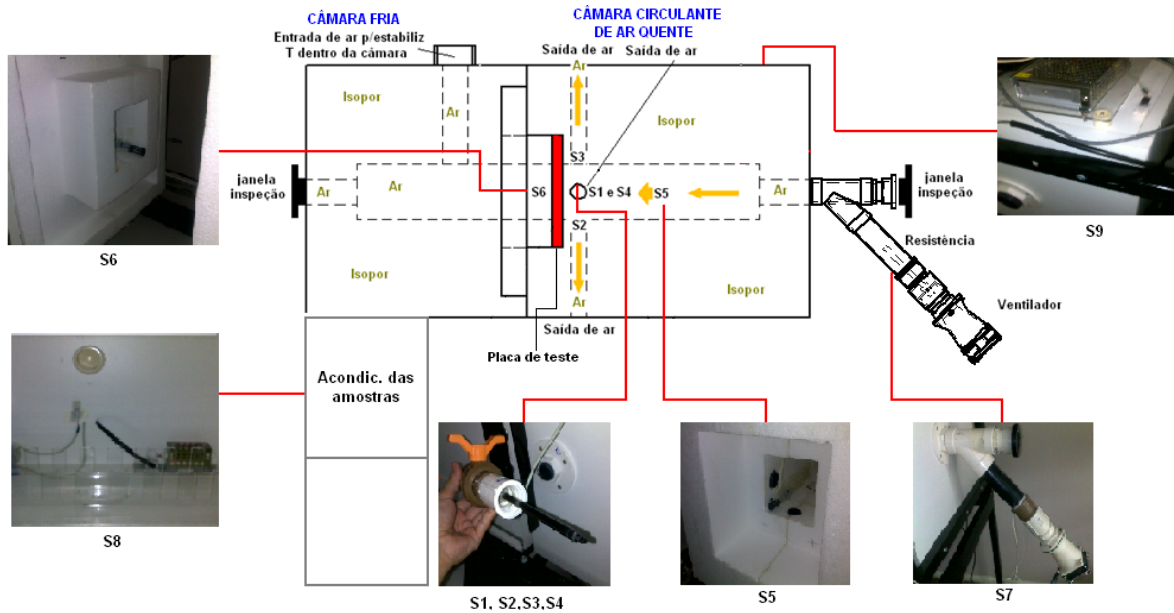 CÂMARA FRIA
Entrada de ar p/estabiliz
T dentro da câmara
CÂMARA CIRCULANTE
DE AR QUENTE
Saída de ar
Saída de ar
Ar
Isopor
Ar
Isopor
S3
janela
inspeção
Ar
Ar
S6
S1 e S4
S5
Ar
janela
inspeção
S2
Resistência
S6
S9
Isopor
Isopor
Ar
Ventilador
Saída de ar
Placa de teste
Acondic. das
amostras
S8
S1, S2,S3,S4
S5
S7